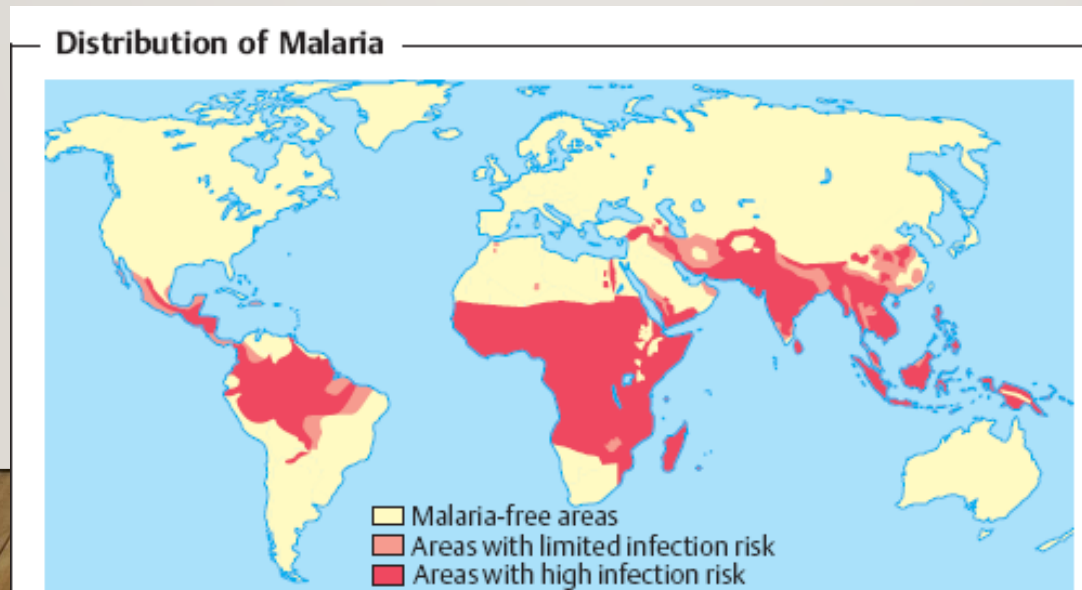 Distribution of Malaria
Malaria-free areas
Areas with limited infection risk
Areas with high infection risk